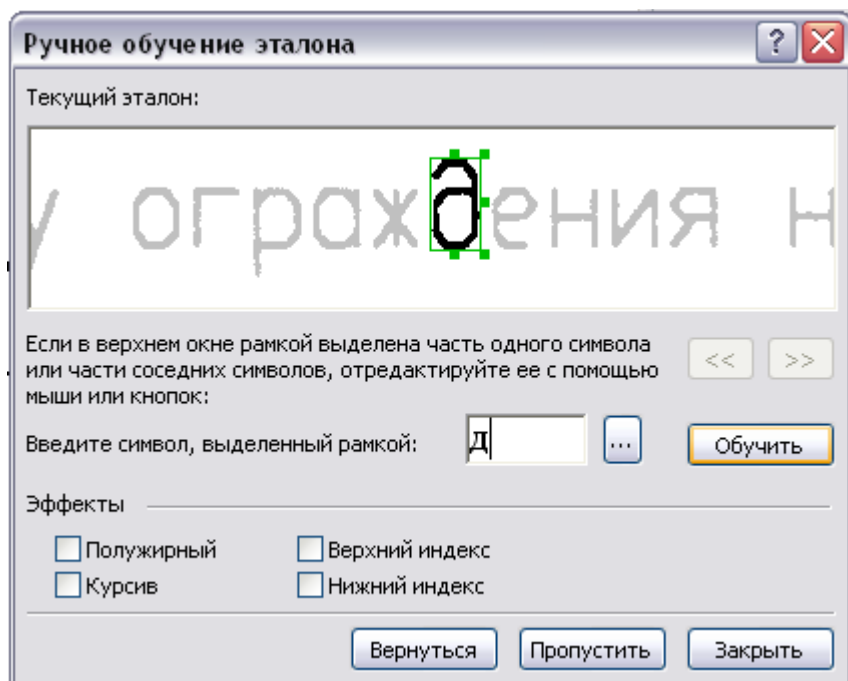 Ручное обучение эталона
Текущий эталон:
у ограждения н
Если в верхнем окне рамкой выделена часть одного символа
или части соседних символов, отредактируйте ее с помощью
мыши или кнопок:
<< >>
Введите символ, выделенный рамкой: д ... Обучить
Эффекты
Полужирный Верхний индекс
Курсив Нижний индекс
Вернуться Пропустить Закрыть